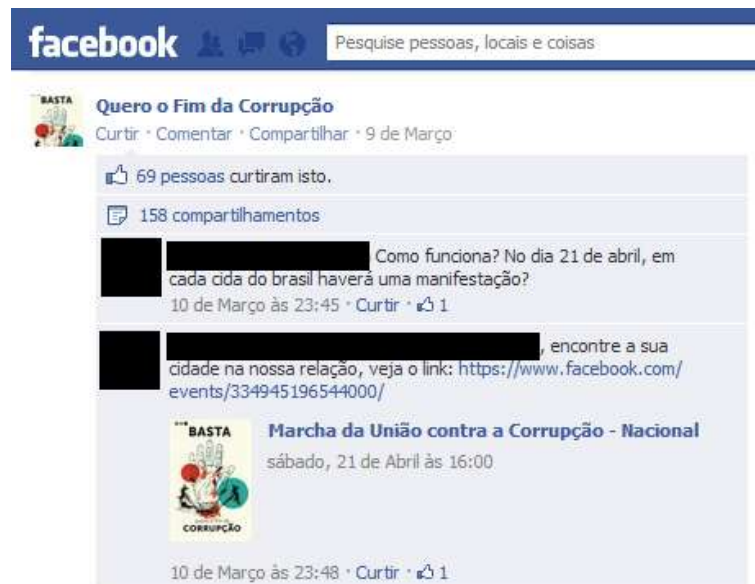 facebook Pesquise pessoas, locais e coisas
BASTA
Quero o Fim da Corrupção
Curtir · Comentar · Compartilhar · 9 de Março
69 pessoas curtiram isto.
158 compartilhamentos
Como funciona? No dia 21 de abril, em
cada cida do brasil haverá uma manifestação?
10 de Março às 23:45 · Curtir · 1
, encontre a sua
cidade na nossa relação, veja o link: https://www.facebook.com/
events/334945196544000/
BASTA
Marcha da União contra a Corrupção - Nacional
sábado, 21 de Abril às 16:00
CORRUPÇÃO
10 de Março às 23:48 · Curtir · 1